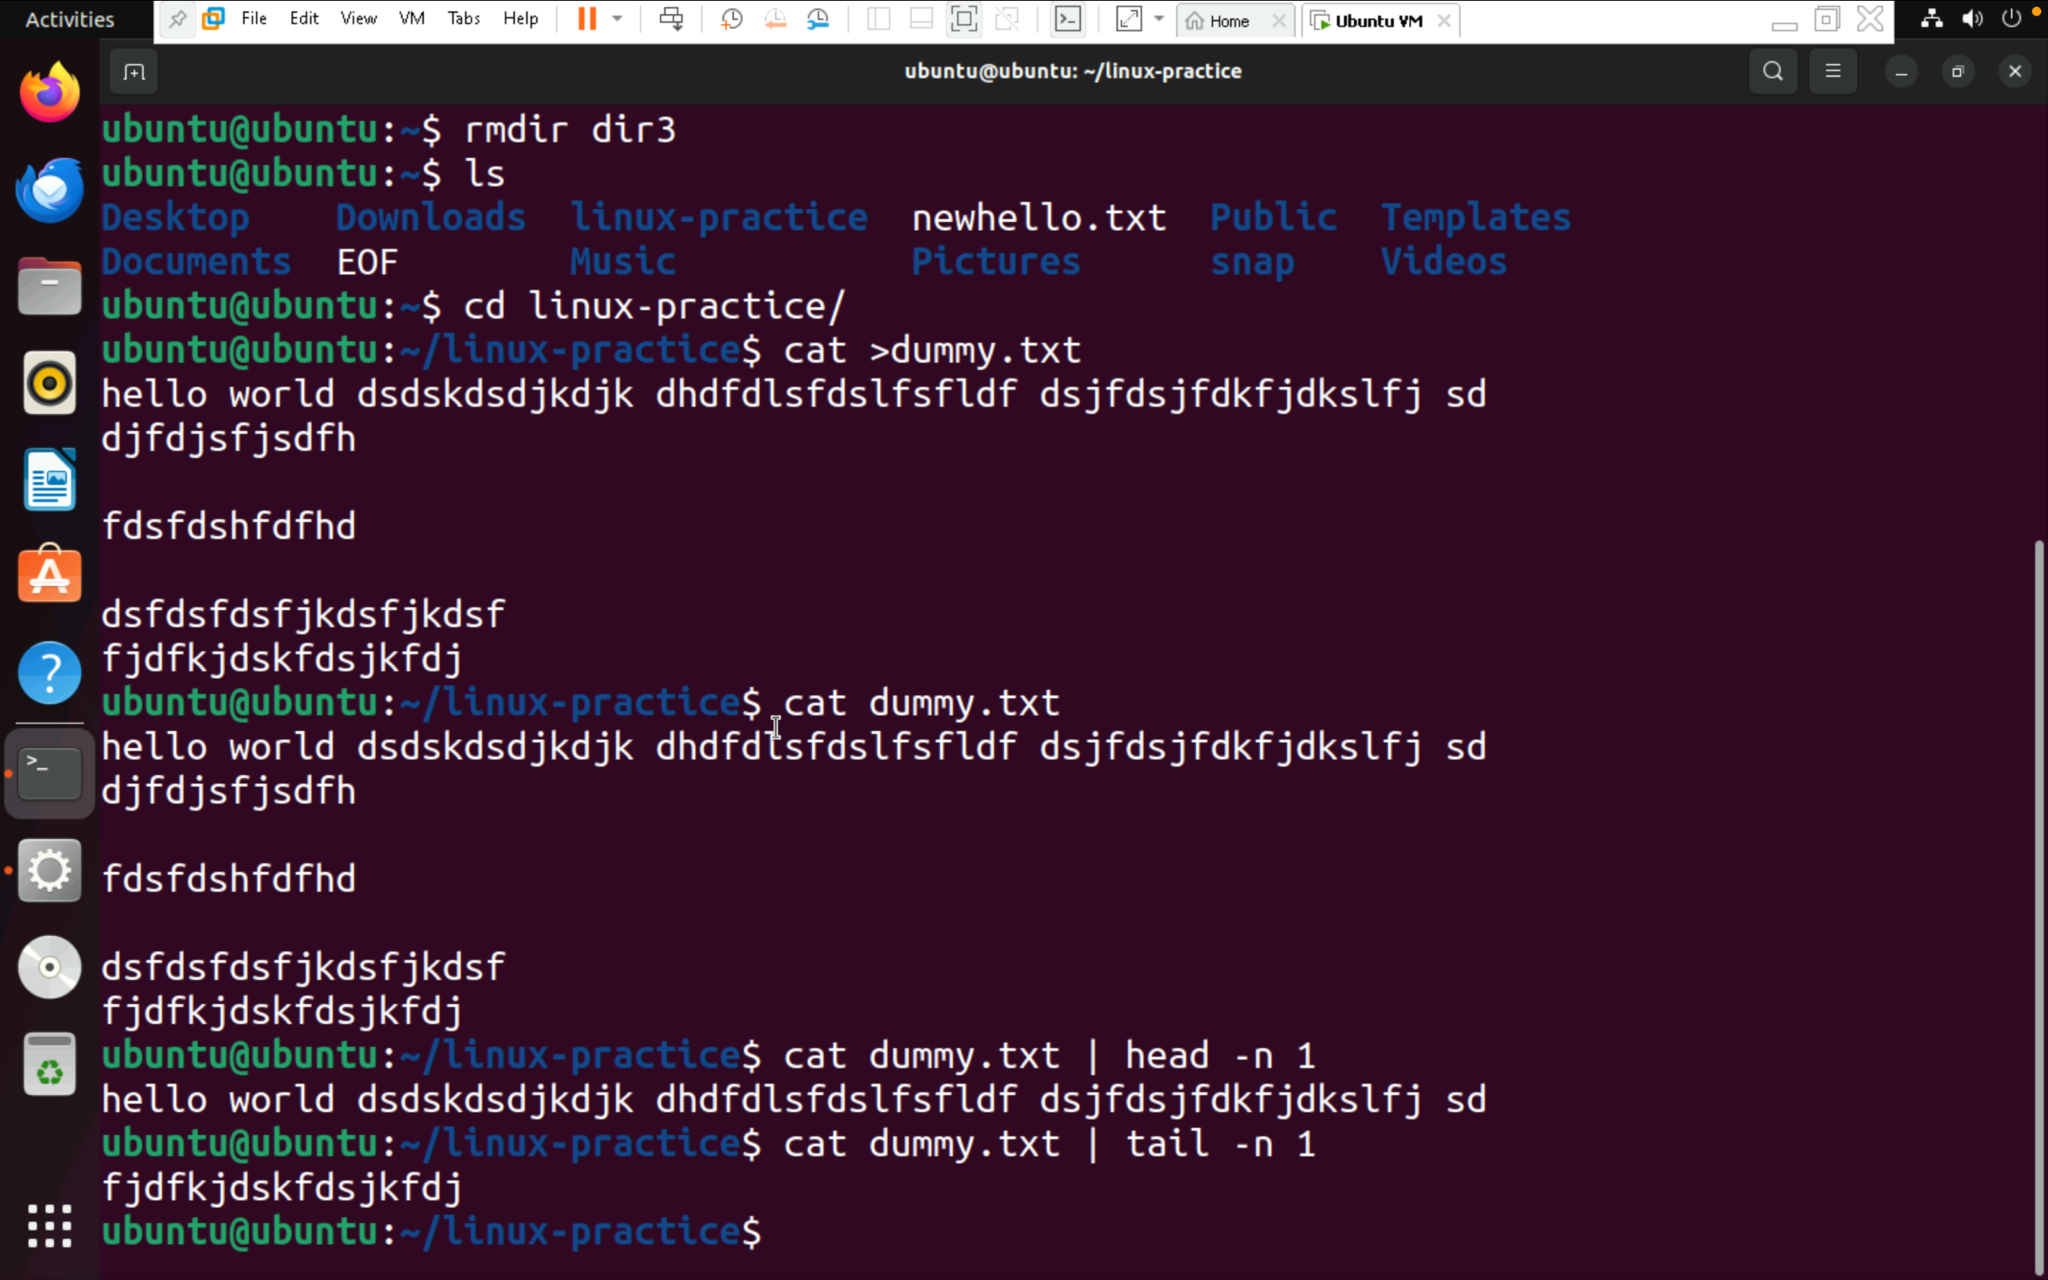 Activities
File Edit View VM Tabs Help
Home
Ubuntu VM
ubuntu@ubuntu: ~/linux-practice
ubuntu@ubuntu:~$ rmdir dir3
ubuntu@ubuntu:~$ ls
Desktop Downloads linux-practice newhello.txt Public Templates
Documents EOF Music Pictures snap Videos
ubuntu@ubuntu:~$ cd linux-practice/
ubuntu@ubuntu:~/linux-practice$ cat >dummy.txt
hello world dsdskdsdjkdjk dhdfdlsfdslfsfldf dsjfdsjfdkfjdkslfj sd
djfdjsfjsdfh
fdsfdshfdfhd
dsfdsfdsfjkdsfjkdsf
fjdfkjdskfdsjkfdj
ubuntu@ubuntu:~/linux-practice$ cat dummy.txt
hello world dsdskdsdjkdjk dhdfdlsfdslfsfldf dsjfdsjfdkfjdkslfj sd
djfdjsfjsdfh
fdsfdshfdfhd
dsfdsfdsfjkdsfjkdsf
fjdfkjdskfdsjkfdj
ubuntu@ubuntu:~/linux-practice$ cat dummy.txt | head -n 1
hello world dsdskdsdjkdjk dhdfdlsfdslfsfldf dsjfdsjfdkfjdkslfj sd
ubuntu@ubuntu:~/linux-practice$ cat dummy.txt | tail -n 1
fjdfkjdskfdsjkfdj
ubuntu@ubuntu:~/linux-practice$